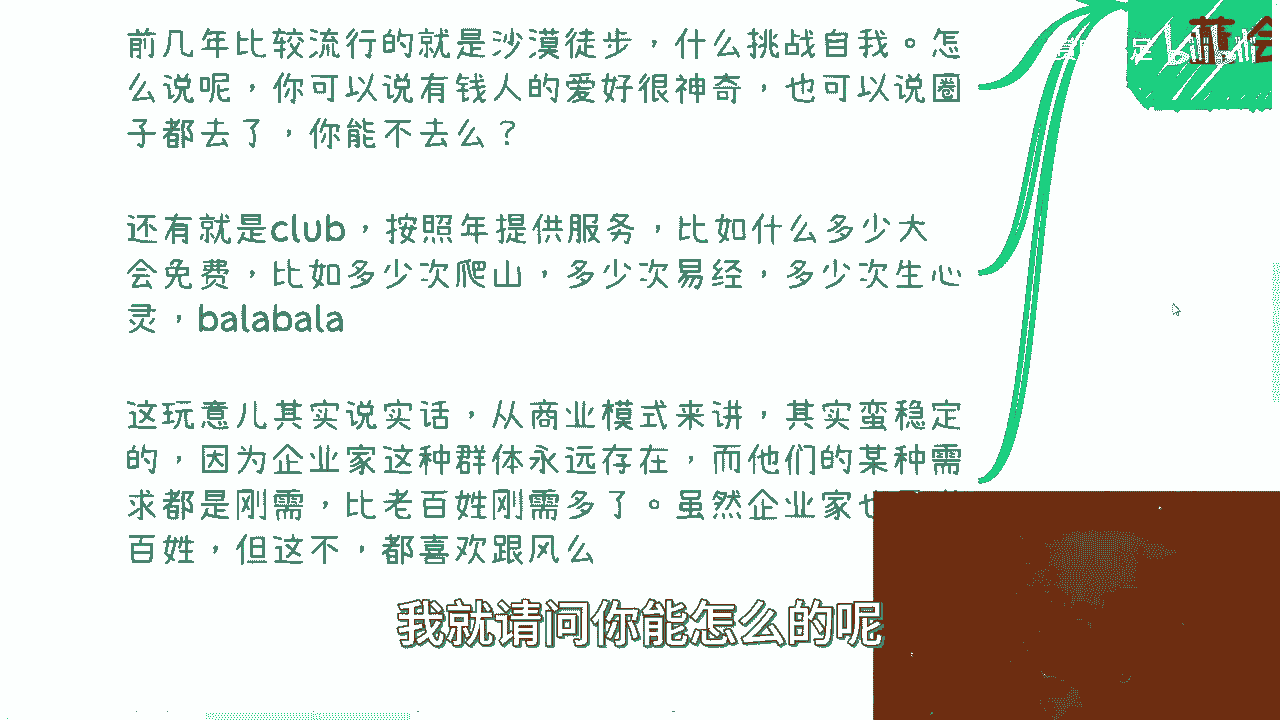 前几年比较流行的就是沙漠徒步，什么挑战自我。怎
么说呢，你可以说有钱人的爱好很神奇，也可以说圈
子都去了，你能不去么？
还有就是club，按照年提供服务，比如什么多少大
会免费，比如多少次爬山，多少次易经，多少次生心
灵，balabala
这玩意儿其实说实话，从商业模式来讲，其实蛮稳定
的，因为企业家这种群体永远存在，而他们的某种需
求都是刚需，比老百姓刚需多了。虽然企业家也
百姓，但这不，都喜欢跟风么
我就请问你能怎么的呢
bilibili